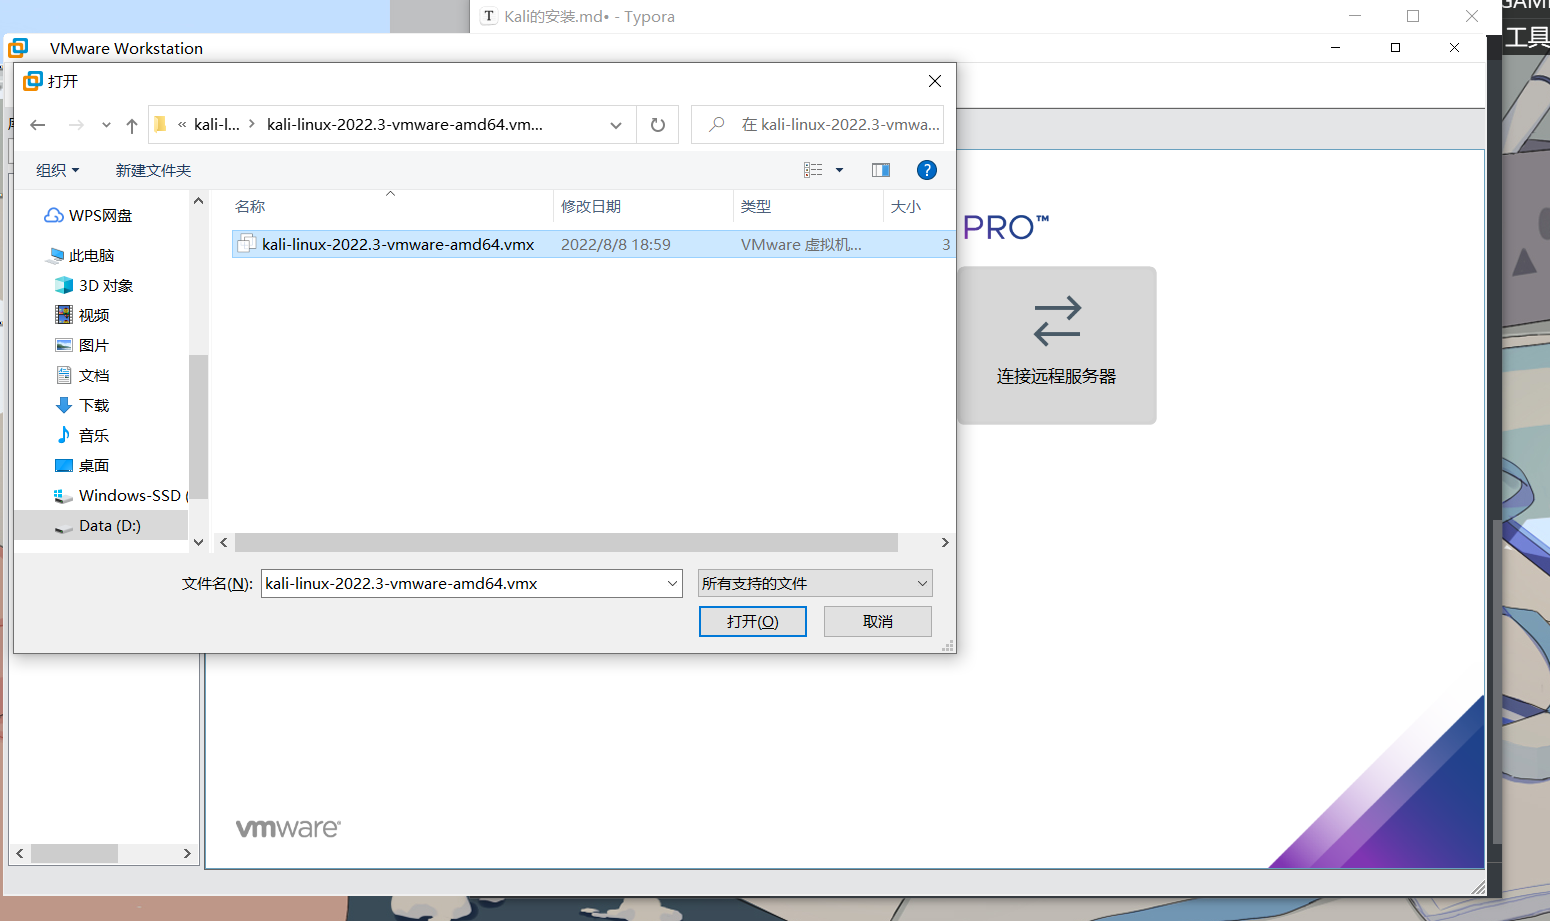 Kali的安装.md• - Typora
GAM
工具
VMware Workstation
打开
« kali-l... › kali-linux-2022.3-vmware-amd64.vm...
在 kali-linux-2022.3-vmwa...
组织
新建文件夹
?
WPS网盘
此电脑
3D 对象
视频
图片
文档
下载
音乐
桌面
Windows-SSD (
Data (D:)
名称 修改日期 类型 大小
kali-linux-2022.3-vmware-amd64.vmx 2022/8/8 18:59 VMware 虚拟机... 3
文件名(N): kali-linux-2022.3-vmware-amd64.vmx 所有支持的文件
打开(O) 取消
PRO™
连接远程服务器
vmware®